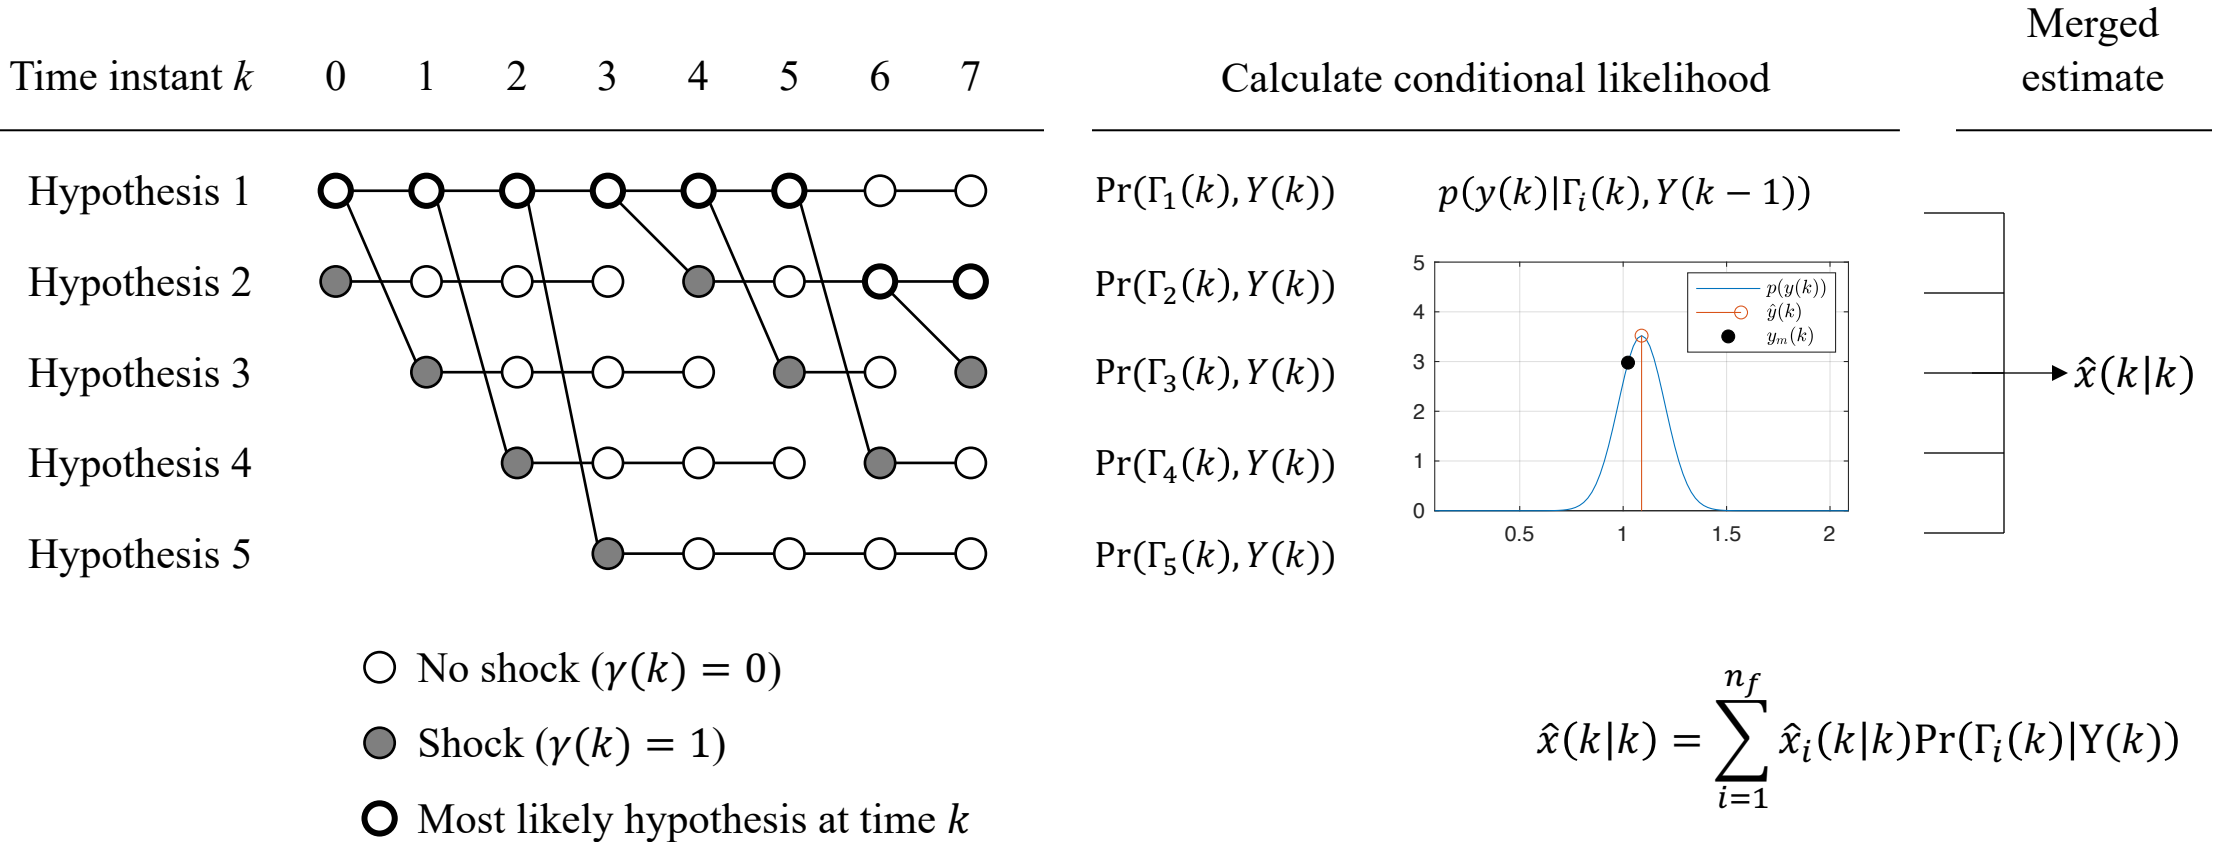 Time instant k 0 1 2 3 4 5 6 7
Calculate conditional likelihood
Merged
estimate
Hypothesis 1
Hypothesis 2
Hypothesis 3
Hypothesis 4
Hypothesis 5
Pr(Γ₁(k), Y(k))
Pr(Γ₂(k), Y(k))
Pr(Γ₃(k), Y(k))
Pr(Γ₄(k), Y(k))
Pr(Γ₅(k), Y(k))
p(y(k)|Γᵢ(k), Y(k − 1))
5
4
3
2
1
0
0.5 1 1.5 2
p(y(k))
ŷ(k)
yₘ(k)
x̂(k|k)
No shock (γ(k) = 0)
Shock (γ(k) = 1)
Most likely hypothesis at time k
x̂(k|k) = ∑_{i=1}^{n_f} x̂ᵢ(k|k)Pr(Γᵢ(k)|Y(k))